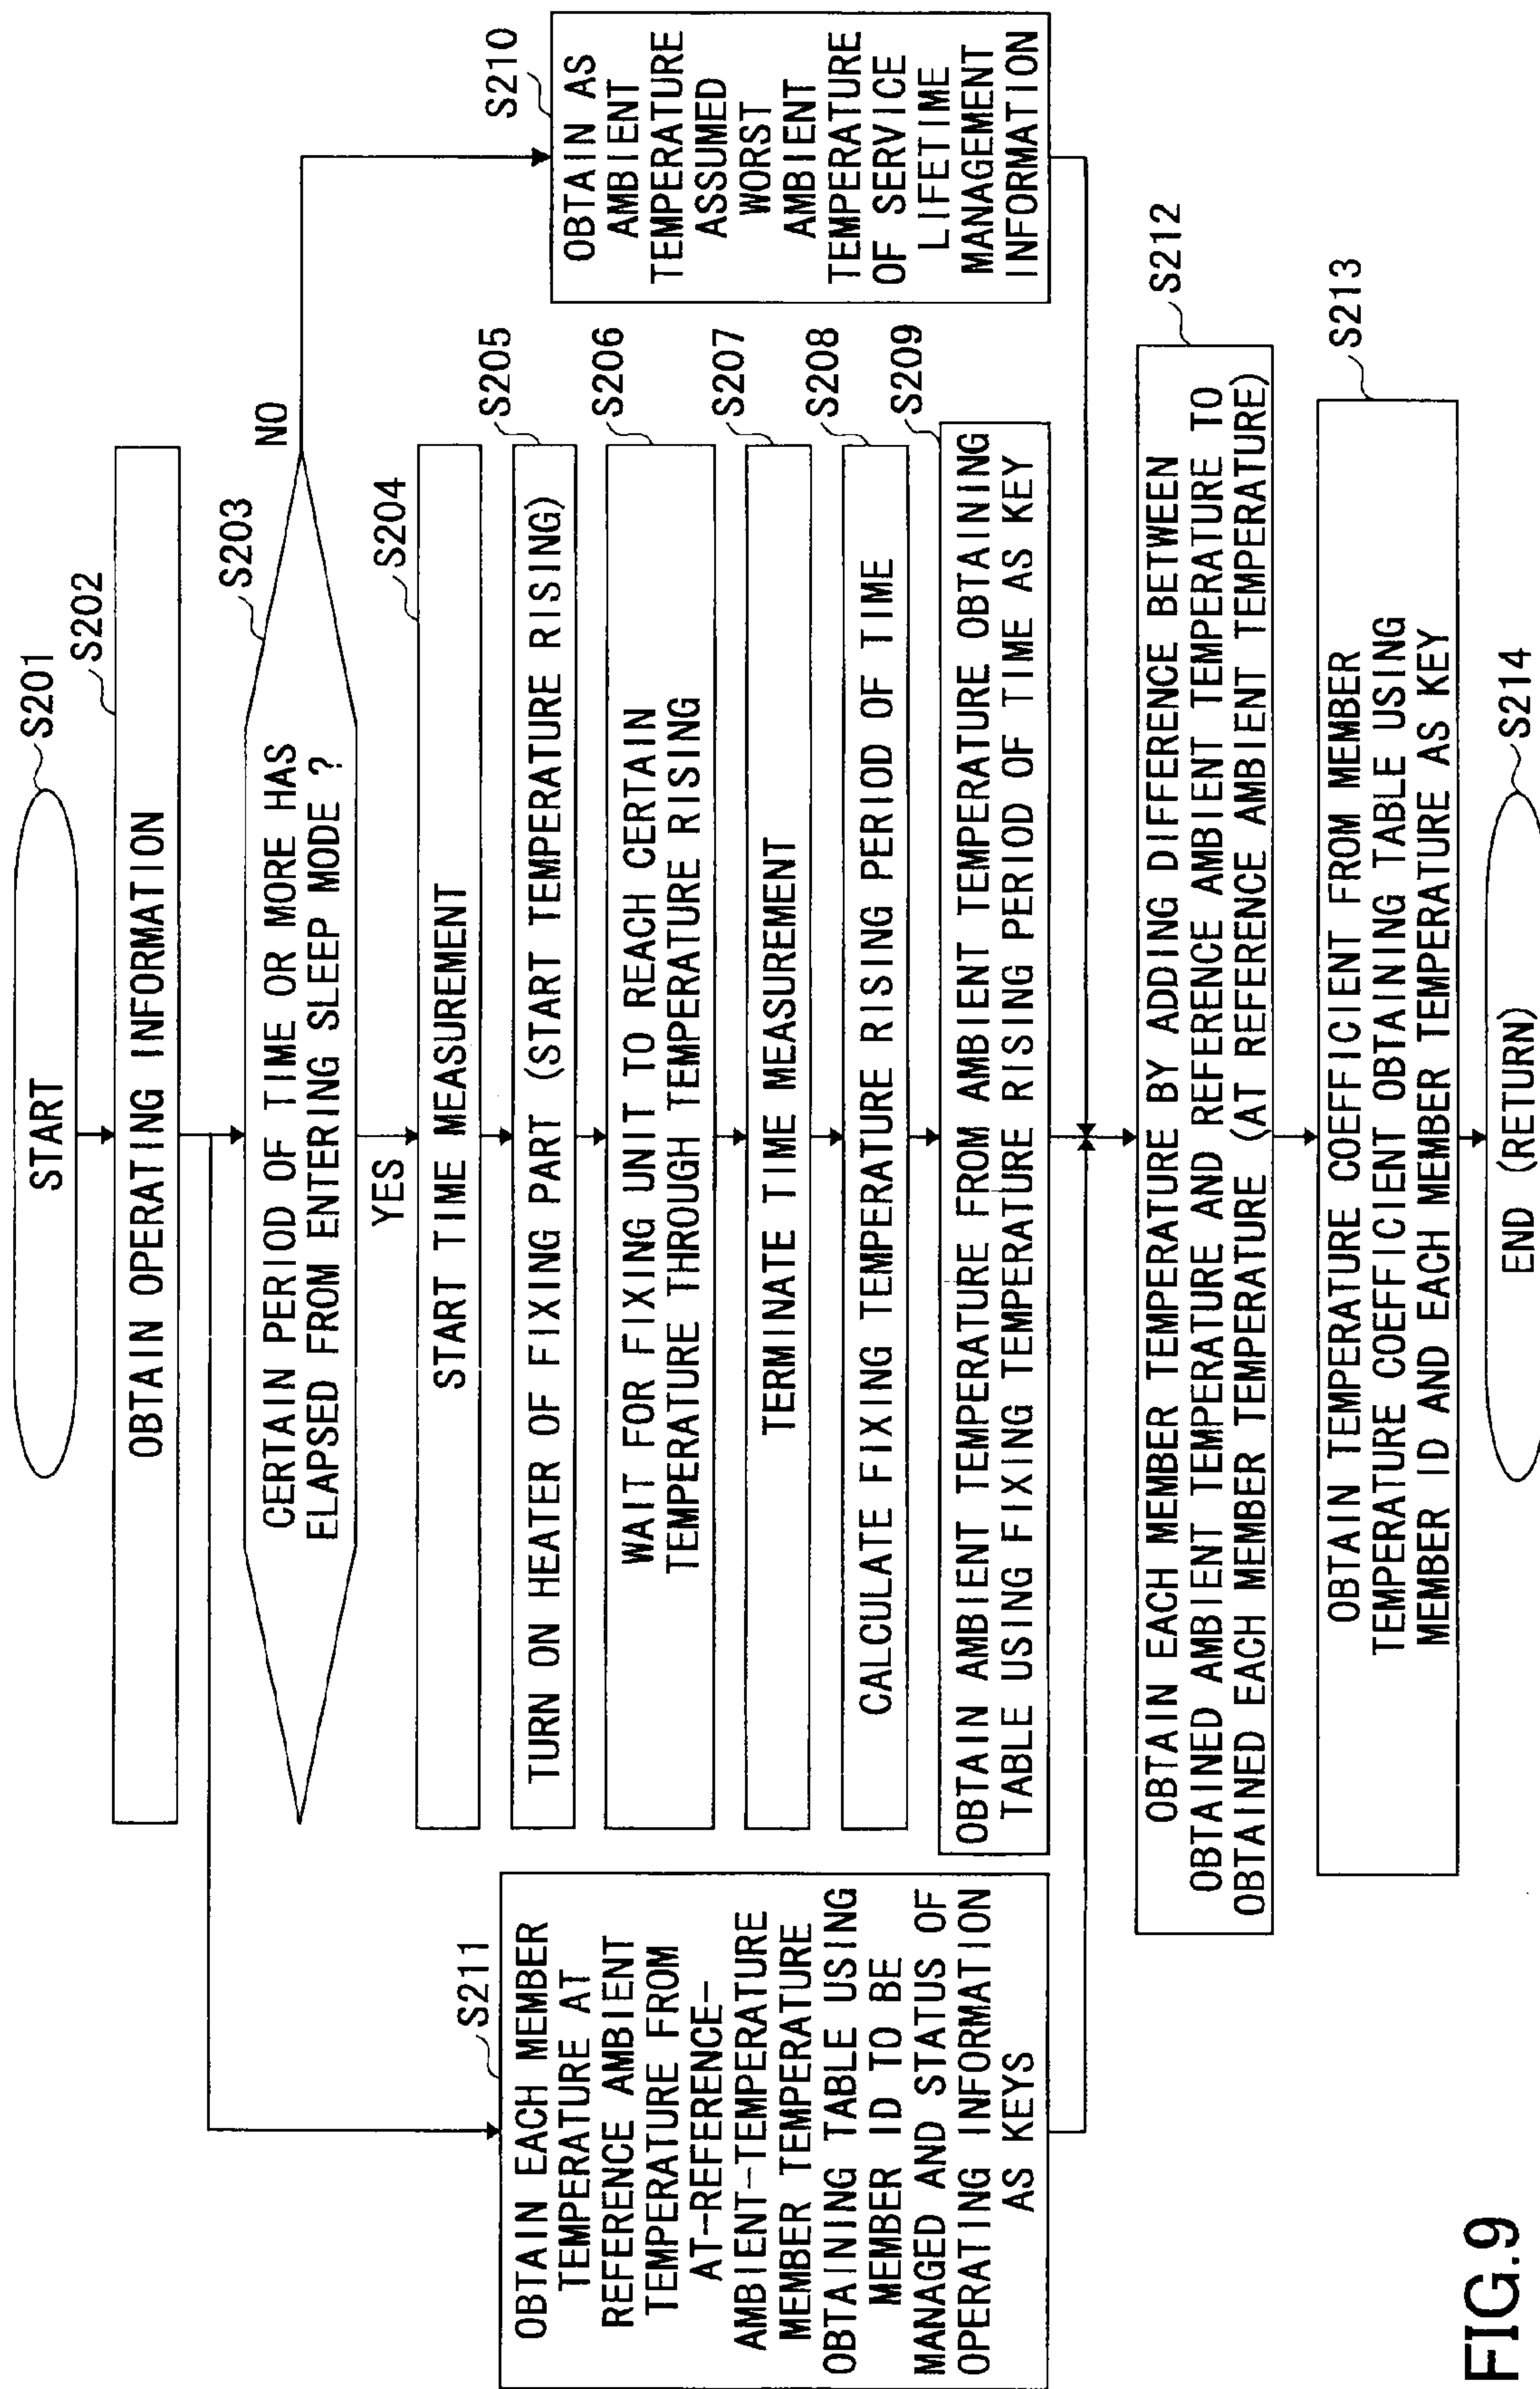 START
S201
OBTAIN OPERATING INFORMATION
S202
CERTAIN PERIOD OF TIME OR MORE HAS
ELAPSED FROM ENTERING SLEEP MODE ?
S203
NO
YES
START TIME MEASUREMENT
S204
TURN ON HEATER OF FIXING PART (START TEMPERATURE RISING)
S205
WAIT FOR FIXING UNIT TO REACH CERTAIN
TEMPERATURE THROUGH TEMPERATURE RISING
S206
TERMINATE TIME MEASUREMENT
S207
CALCULATE FIXING TEMPERATURE RISING PERIOD OF TIME
S208
OBTAIN AMBIENT TEMPERATURE FROM AMBIENT TEMPERATURE OBTAINING
TABLE USING FIXING TEMPERATURE RISING PERIOD OF TIME AS KEY
S209
OBTAIN AS
AMBIENT
TEMPERATURE
ASSUMED
WORST
AMBIENT
TEMPERATURE
OF SERVICE
LIFETIME
MANAGEMENT
INFORMATION
S210
OBTAIN EACH MEMBER
TEMPERATURE AT
REFERENCE AMBIENT
TEMPERATURE FROM
AT-REFERENCE-
AMBIENT-TEMPERATURE
MEMBER TEMPERATURE
OBTAINING TABLE USING
MEMBER ID TO BE
MANAGED AND STATUS OF
OPERATING INFORMATION
AS KEYS
S211
OBTAIN EACH MEMBER TEMPERATURE BY ADDING DIFFERENCE BETWEEN
OBTAINED AMBIENT TEMPERATURE AND REFERENCE AMBIENT TEMPERATURE TO
OBTAINED EACH MEMBER TEMPERATURE (AT REFERENCE AMBIENT TEMPERATURE)
S212
OBTAIN TEMPERATURE COEFFICIENT FROM MEMBER
TEMPERATURE COEFFICIENT OBTAINING TABLE USING
MEMBER ID AND EACH MEMBER TEMPERATURE AS KEY
S213
END (RETURN)
S214
FIG.9